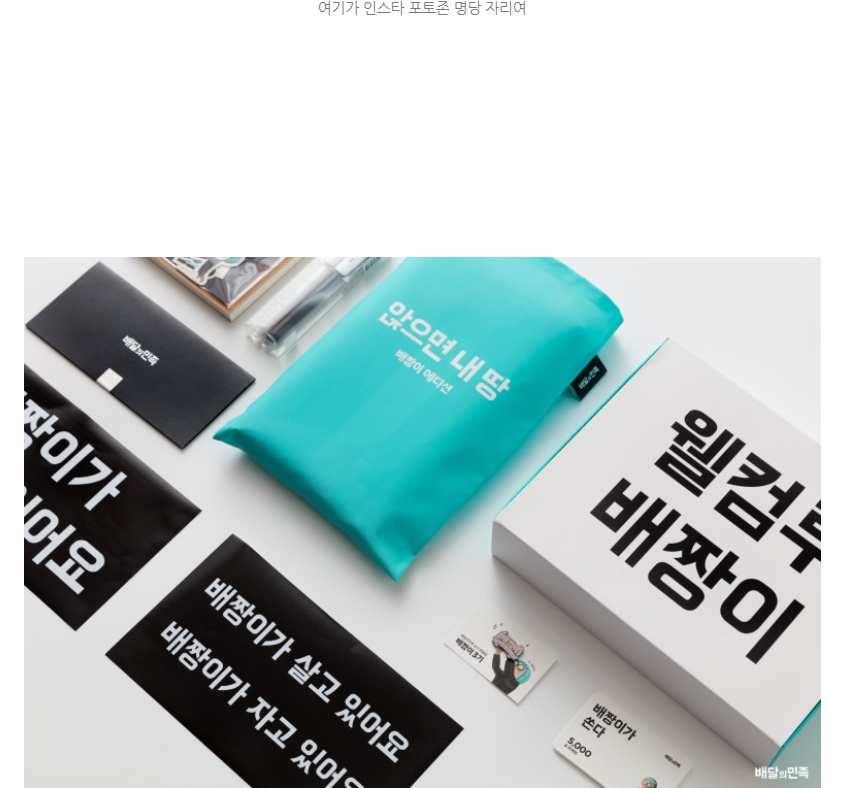 여기가 인스타 포토존 명당 자리여
배달의민족
앉으면 내 땅
배짱이 에디션
배달의민족
웰컴투
배짱이
짱이가
있어요
배짱이가 살고 있어요
배짱이가 자고 있어요
배짱이 3기
배짱이가
쏜다
5,000
배달의민족
배달의민족